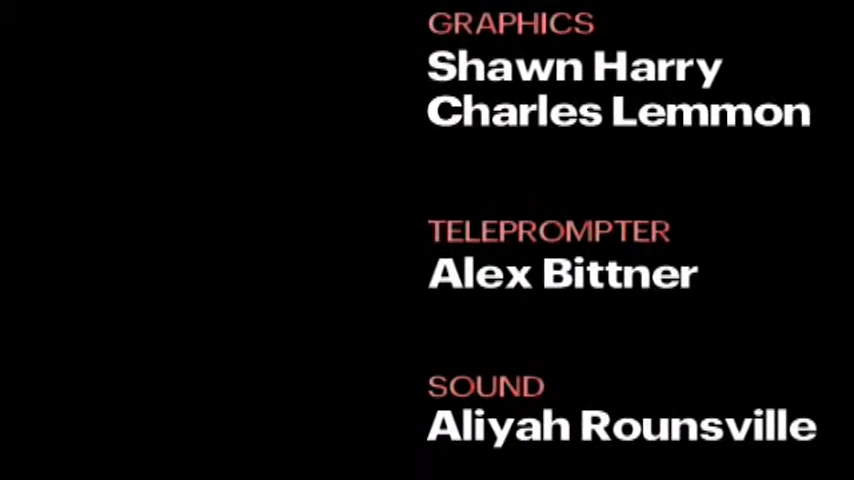 GRAPHICS
Shawn Harry
Charles Lemmon
TELEPROMPTER
Alex Bittner
SOUND
Aliyah Rounsville